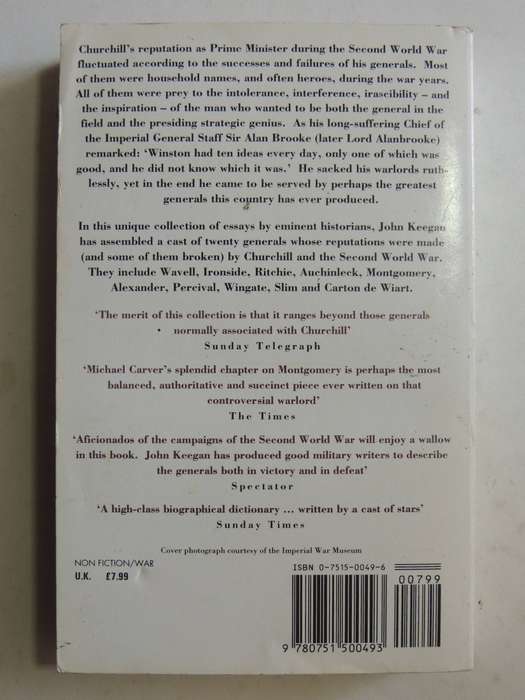 Churchill's reputation as Prime Minister during the Second World War
fluctuated according to the successes and failures of his generals. Most
of them were household names, and often heroes, during the war years.
All of them were prey to the intolerance, interference, irascibility – and
the inspiration – of the man who wanted to be both the general in the
field and the presiding strategic genius. As his long-suffering Chief of
the Imperial General Staff Sir Alan Brooke (later Lord Alanbrooke)
remarked: 'Winston had ten ideas every day, only one of which was
good, and he did not know which it was.' He sacked his warlords ruth-
lessly, yet in the end he came to be served by perhaps the greatest
generals this country has ever produced.
In this unique collection of essays by eminent historians, John Keegan
has assembled a cast of twenty generals whose reputations were made
(and some of them broken) by Churchill and the Second World War.
They include Wavell, Ironside, Ritchie, Auchinleck, Montgomery,
Alexander, Percival, Wingate, Slim and Carton de Wiart.
'The merit of this collection is that it ranges beyond those generals
normally associated with Churchill'
Sunday Telegraph
'Michael Carver's splendid chapter on Montgomery is perhaps the most
balanced, authoritative and succinct piece ever written on that
controversial warlord'
The Times
'Aficionados of the campaigns of the Second World War will enjoy a wallow
in this book. John Keegan has produced good military writers to describe
the generals both in victory and in defeat'
Spectator
'A high-class biographical dictionary ... written by a cast of stars'
Sunday Times
Cover photograph courtesy of the Imperial War Museum
NON FICTION/WAR
U.K. £7.99
ISBN 0-7515-0049-6
00799
9 780751 500493